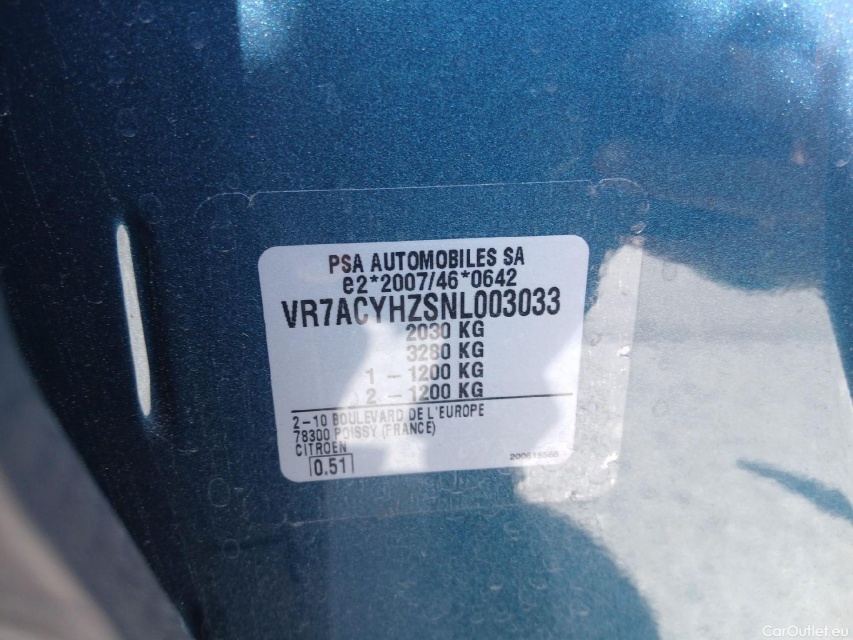 PSA AUTOMOBILES SA
e2*2007/46*0642
VR7ACYHZSNL003033
2030 KG
3280 KG
1 - 1200 KG
2 - 1200 KG
2-10 BOULEVARD DE L'EUROPE
78300 POISSY (FRANCE)
CITROEN
0.51
CarOutlet.eu